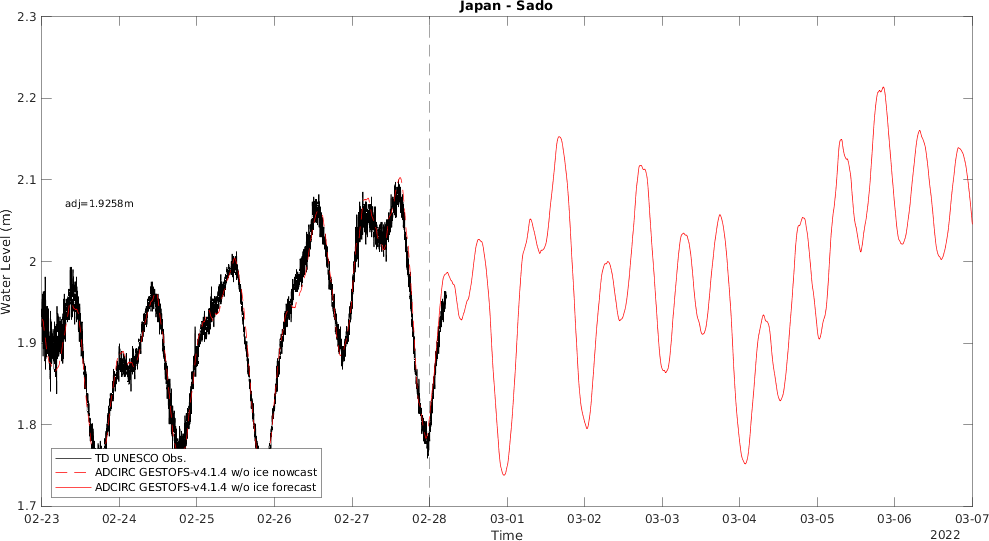 Japan - Sado
2.3
2.2
2.1
2
1.9
1.8
1.7
Water Level (m)
adj=1.9258m
TD UNESCO Obs.
ADCIRC GESTOFS-v4.1.4 w/o ice nowcast
ADCIRC GESTOFS-v4.1.4 w/o ice forecast
02-23 02-24 02-25 02-26 02-27 02-28 03-01 03-02 03-03 03-04 03-05 03-06 03-07
Time
2022